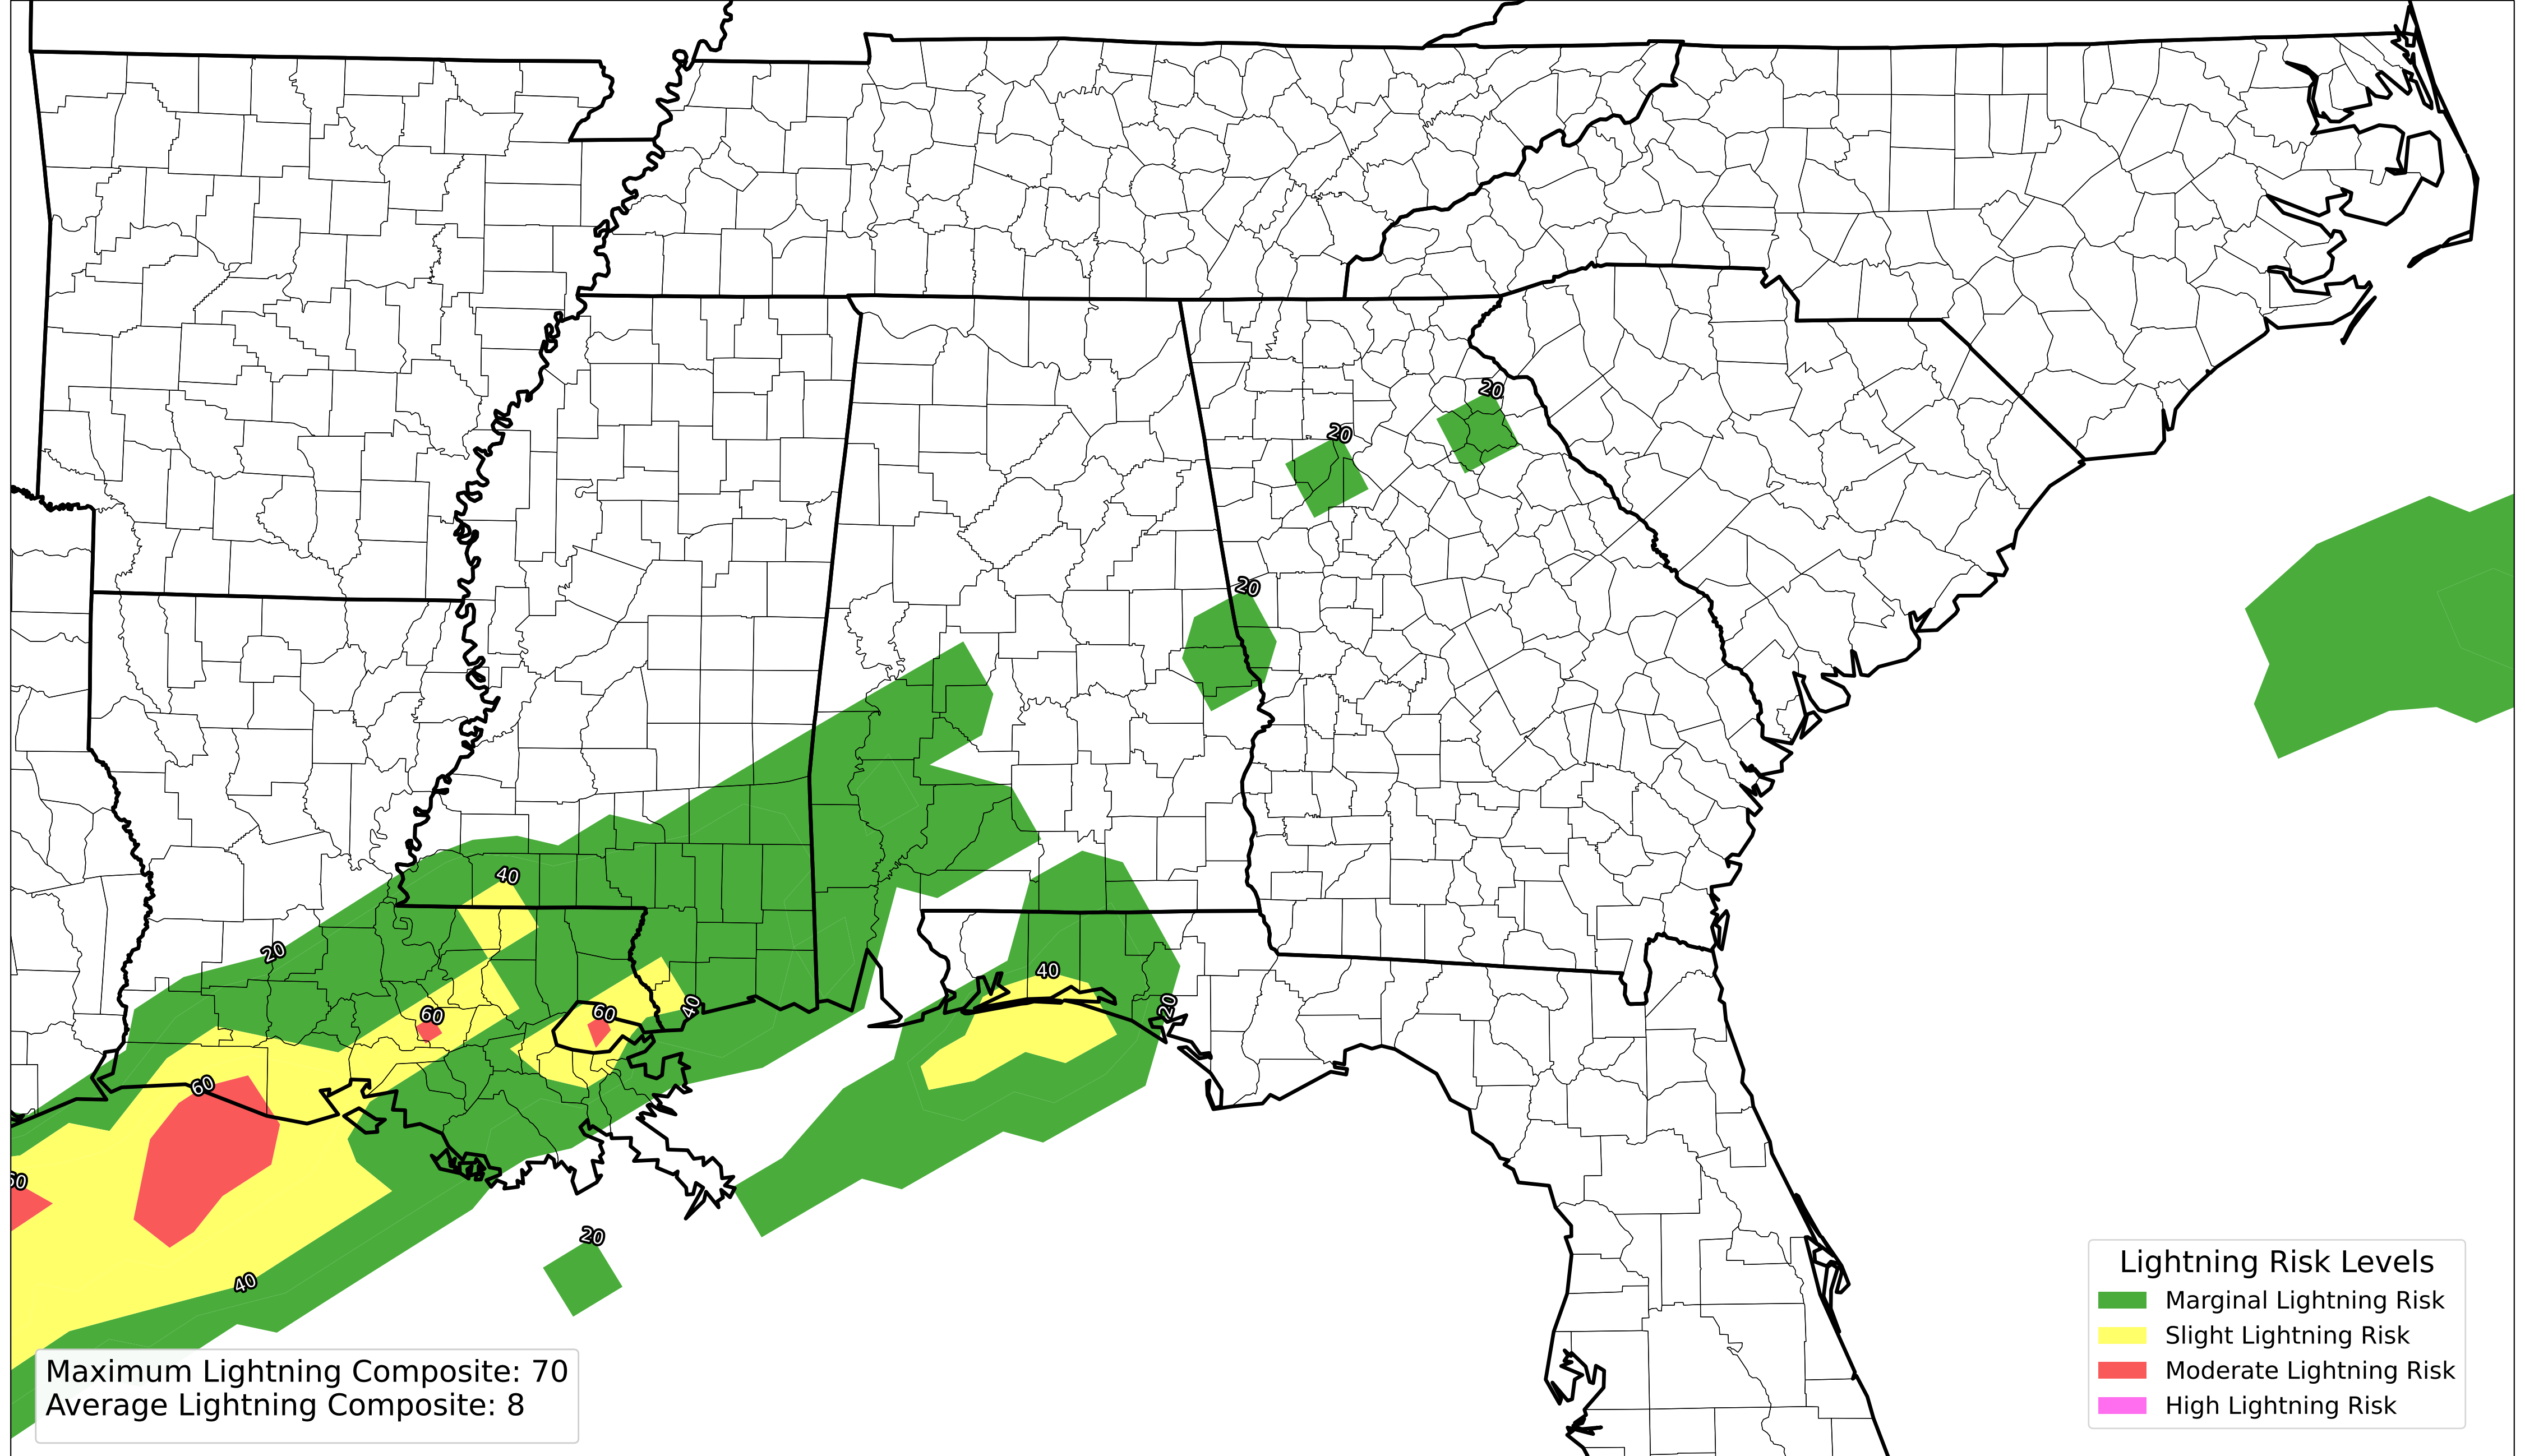 20
20
20
40
20
60
60
40
40
20
60
60
20
40
Lightning Risk Levels
Marginal Lightning Risk
Slight Lightning Risk
Moderate Lightning Risk
High Lightning Risk
Maximum Lightning Composite: 70
Average Lightning Composite: 8